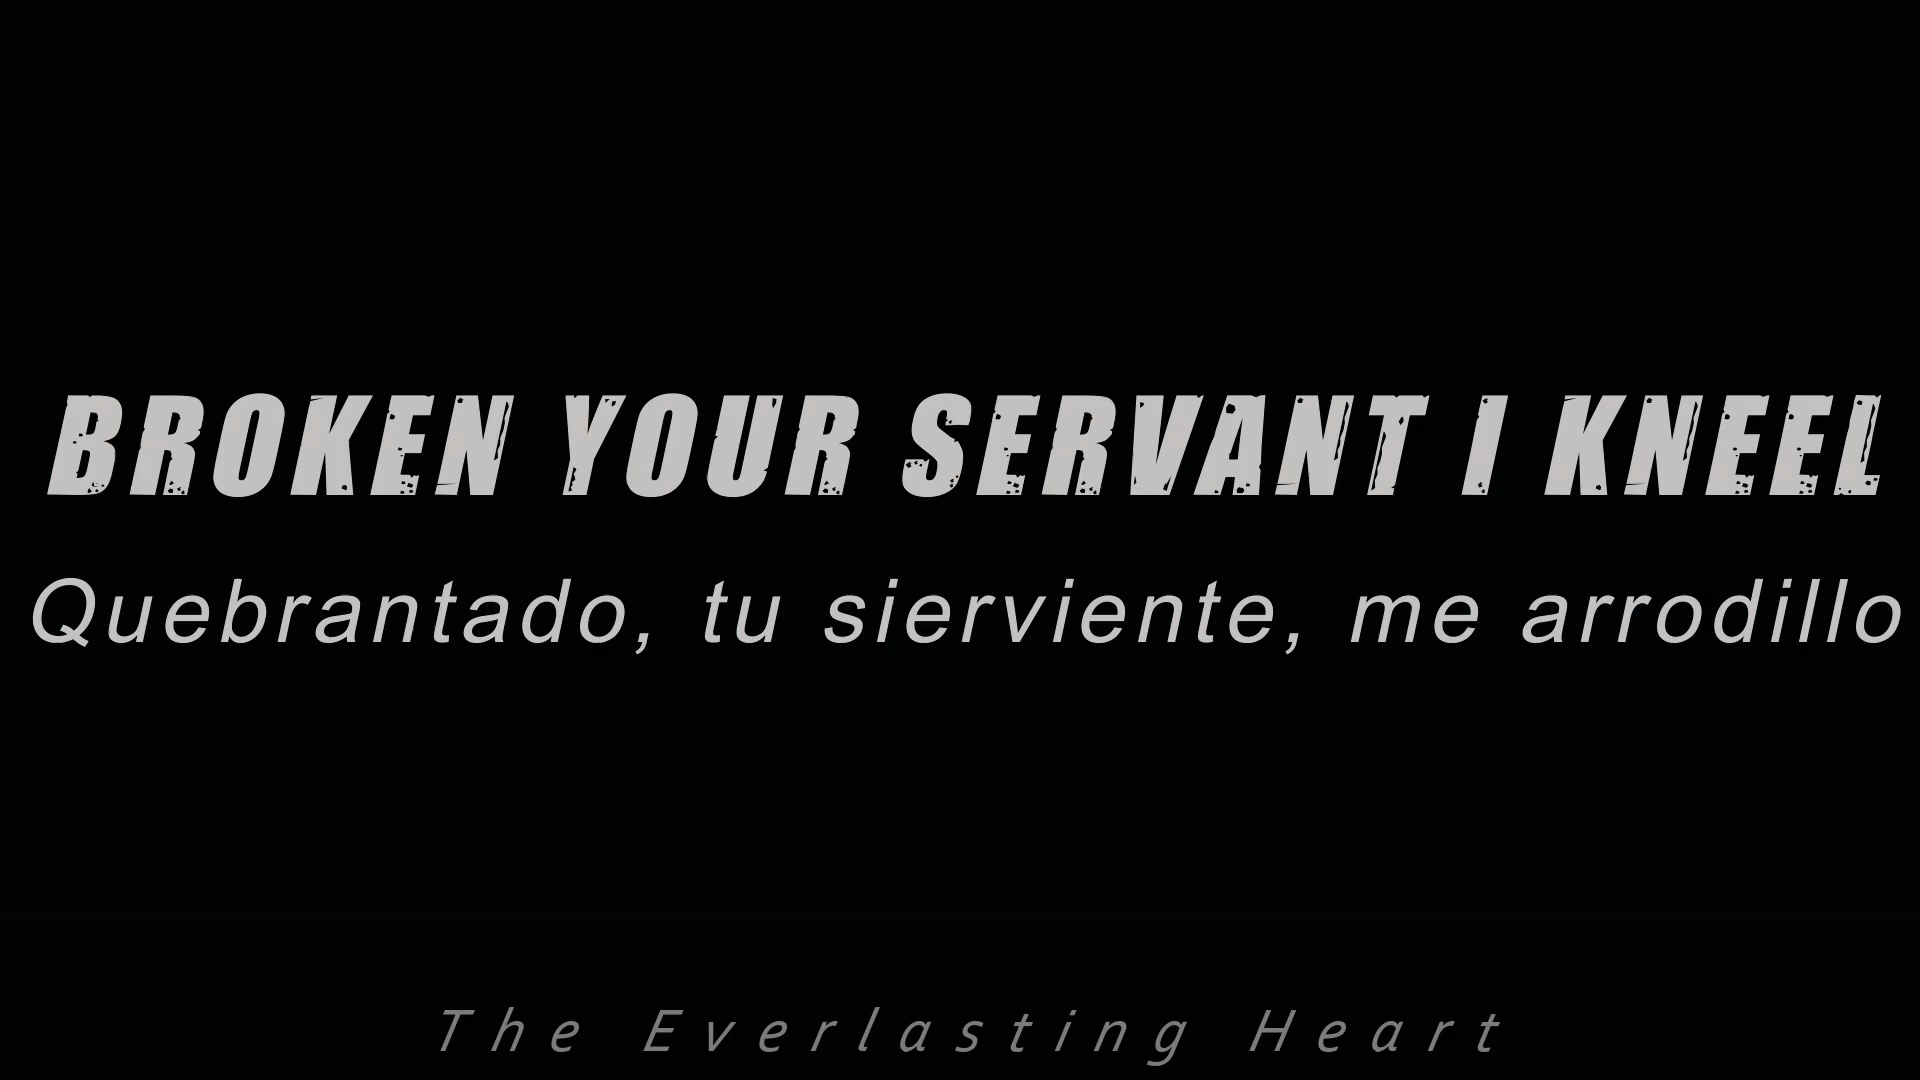 BROKEN YOUR SERVANT I KNEEL
Quebrantado, tu sierviente, me arrodillo
The Everlasting Heart